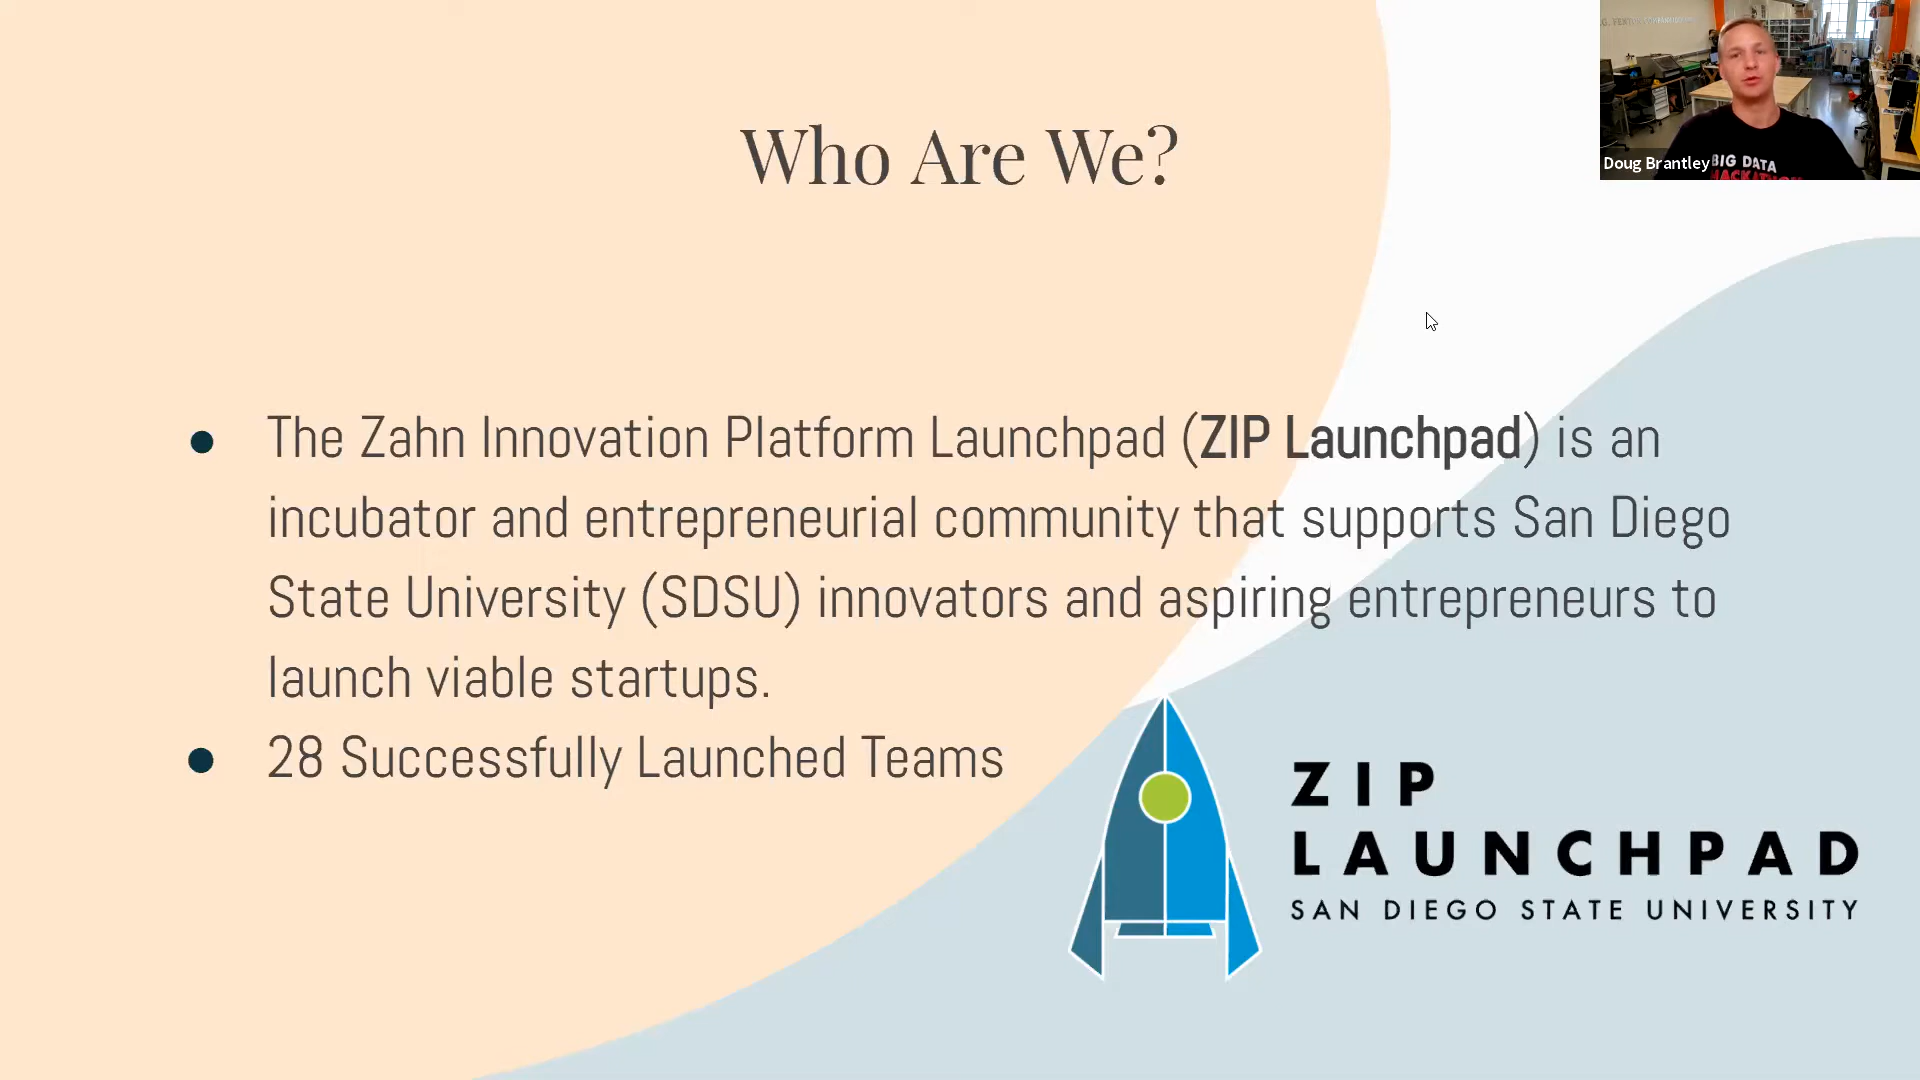 Who Are We?
Doug Brantley
BIG DATA
HACKATHON
The Zahn Innovation Platform Launchpad (ZIP Launchpad) is an
incubator and entrepreneurial community that supports San Diego
State University (SDSU) innovators and aspiring entrepreneurs to
launch viable startups.
28 Successfully Launched Teams
ZIP
LAUNCHPAD
SAN DIEGO STATE UNIVERSITY